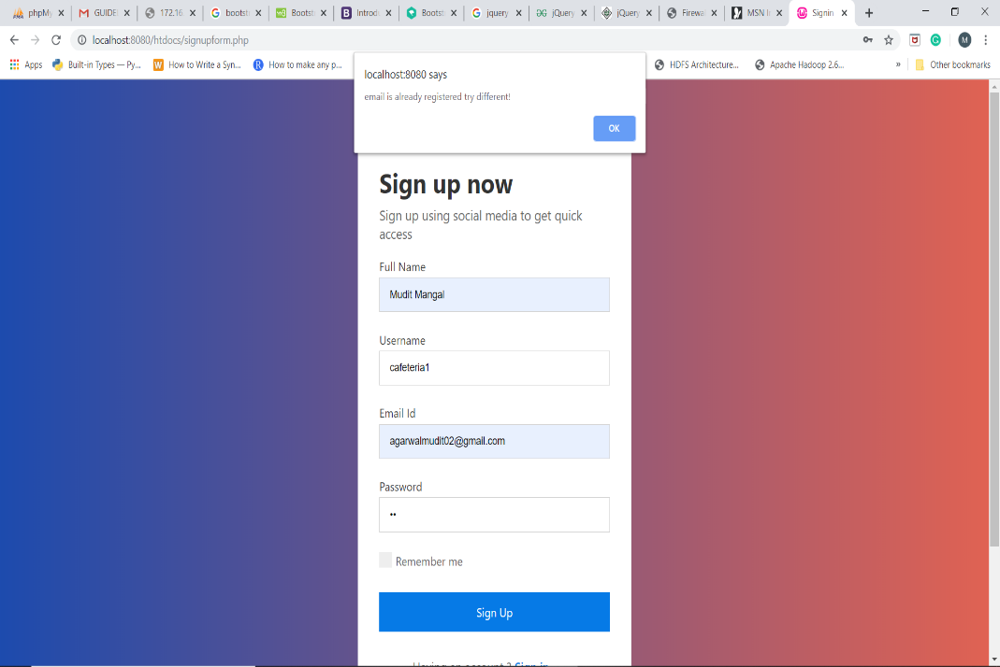 phpMy
GUIDE
172.16
bootst
Bootst
Introd
Bootst
jquery
jQuery
jQuery
Firewa
MSN I
Signin
localhost:8080/htdocs/signupform.php
M
Apps
Built-in Types — Py...
How to Write a Syn...
How to make any p...
HDFS Architecture...
Apache Hadoop 2.6...
»
Other bookmarks
localhost:8080 says
email is already registered try different!
OK
Sign up now
Sign up using social media to get quick
access
Full Name
Mudit Mangal
Username
cafeteria1
Email Id
agarwalmudit02@gmail.com
Password
••
Remember me
Sign Up
Having an account ? Sign in